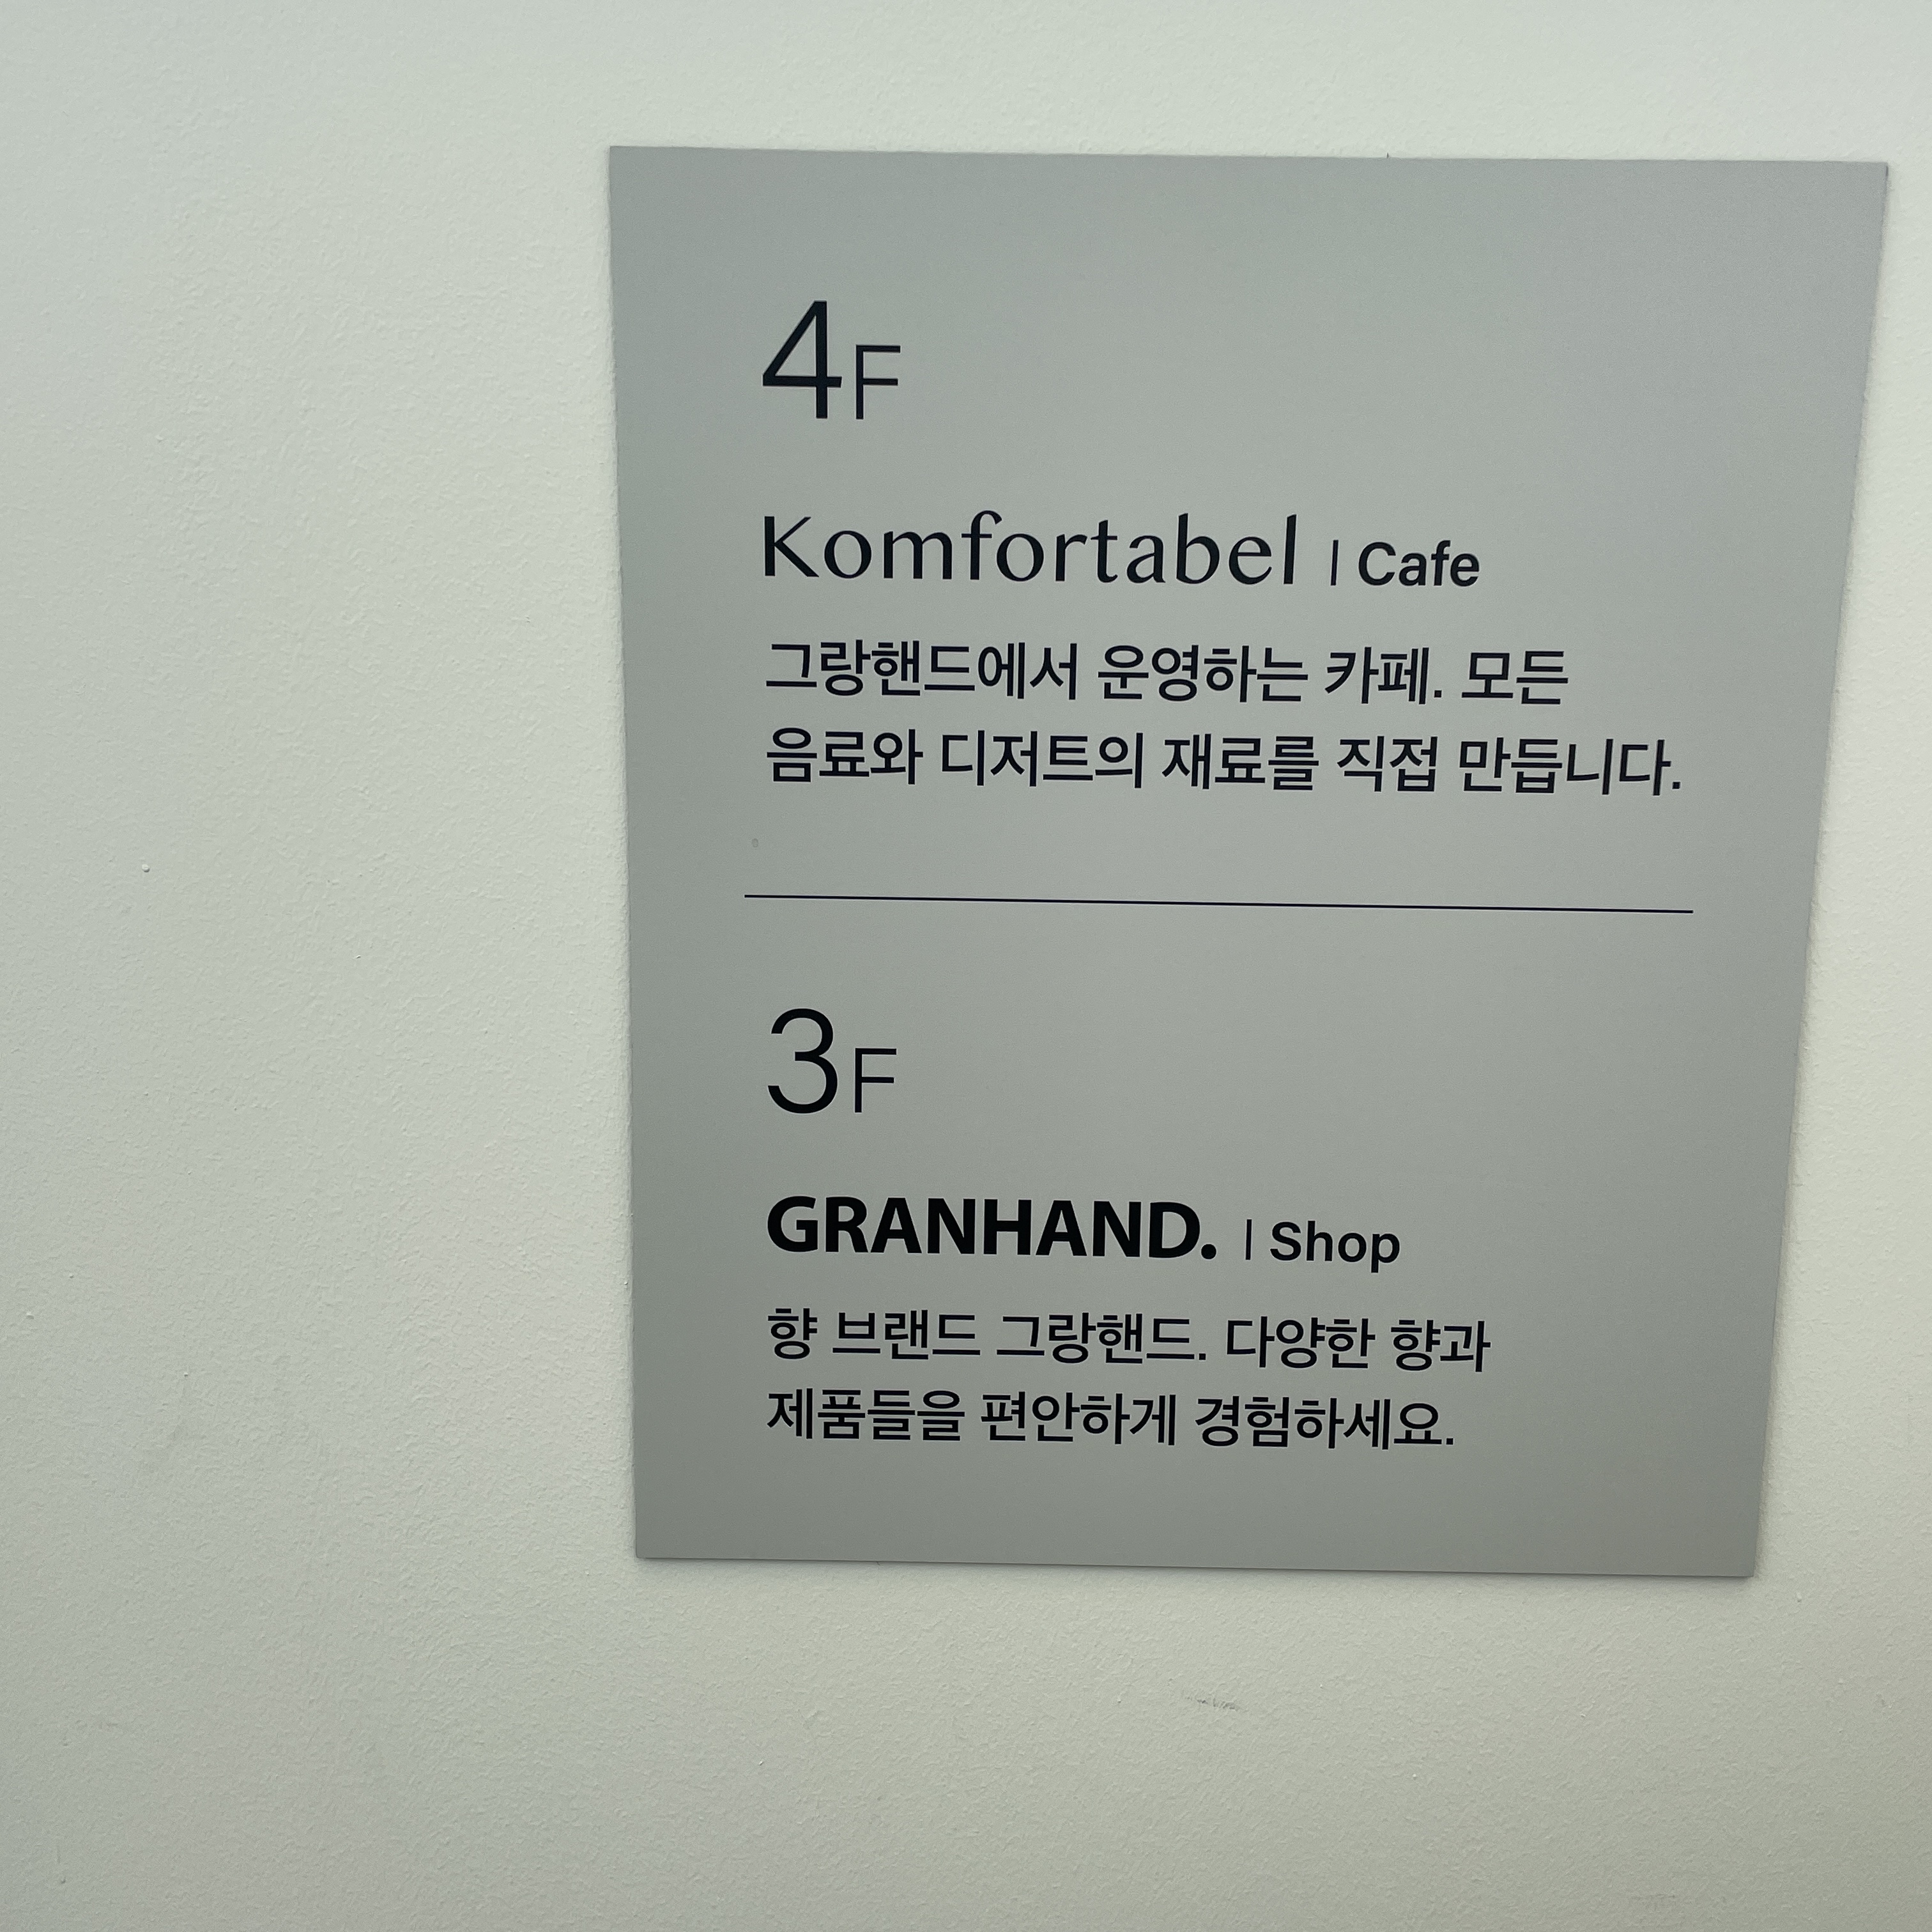 4F
Komfortabel | Cafe
그랑핸드에서 운영하는 카페. 모든
음료와 디저트의 재료를 직접 만듭니다.
3F
GRANHAND. | Shop
향 브랜드 그랑핸드. 다양한 향과
제품들을 편안하게 경험하세요.